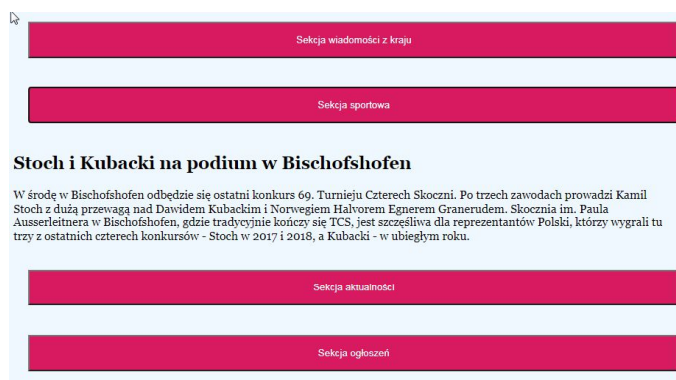 Sekcja wiadomości z kraju
Sekcja sportowa
Stoch i Kubacki na podium w Bischofshofen
W środę w Bischofshofen odbędzie się ostatni konkurs 69. Turnieju Czterech Skoczni. Po trzech zawodach prowadzi Kamil
Stoch z dużą przewagą nad Dawidem Kubackim i Norwegiem Halvorem Egnerem Granerudem. Skocznia im. Paula
Ausserleitnera w Bischofshofen, gdzie tradycyjnie kończy się TCS, jest szczęśliwa dla reprezentantów Polski, którzy wygrali tu
trzy z ostatnich czterech konkursów - Stoch w 2017 i 2018, a Kubacki - w ubiegłym roku.
Sekcja aktualności
Sekcja ogłoszeń